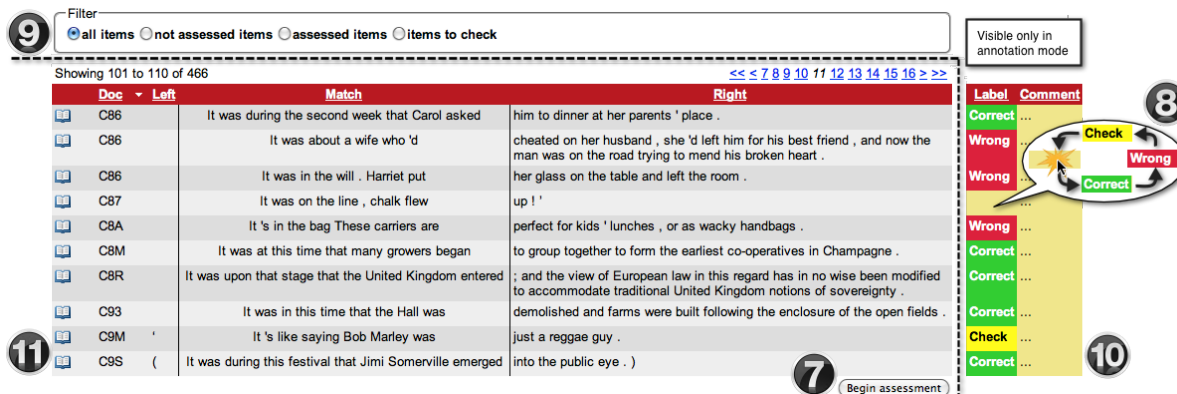 Filter
9
all items not assessed items assessed items items to check
Visible only in
annotation mode
Showing 101 to 110 of 466 << < 7 8 9 10 11 12 13 14 15 16 > >>
Doc Left Match Right Label Comment
8
C86 It was during the second week that Carol asked him to dinner at her parents ' place . Correct ...
C86 It was about a wife who 'd cheated on her husband , she 'd left him for his best friend , and now the
man was on the road trying to mend his broken heart . Wrong ...
Check
Wrong
Correct
C86 It was in the will . Harriet put her glass on the table and left the room . Wrong
C87 It was on the line , chalk flew up ! ' ...
C8A It 's in the bag These carriers are perfect for kids ' lunches , or as wacky handbags . Wrong ...
C8M It was at this time that many growers began to group together to form the earliest co-operatives in Champagne . Correct ...
C8R It was upon that stage that the United Kingdom entered ; and the view of European law in this regard has in no wise been modified
to accommodate traditional United Kingdom notions of sovereignty . Correct ...
C93 It was in this time that the Hall was demolished and farms were built following the enclosure of the open fields . Correct ...
11
C9M ' It 's like saying Bob Marley was just a reggae guy . Check ...
10
C9S ( It was during this festival that Jimi Somerville emerged into the public eye . ) Correct ...
7
Begin assessment